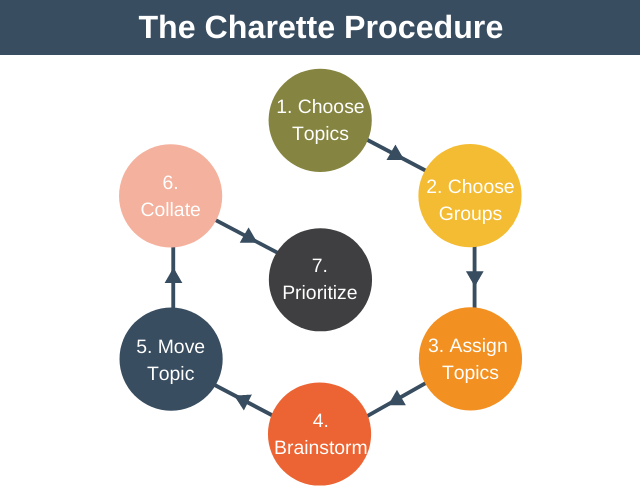 The Charette Procedure
1. Choose
Topics
2. Choose
Groups
3. Assign
Topics
4.
Brainstorm
5. Move
Topic
6.
Collate
7.
Prioritize